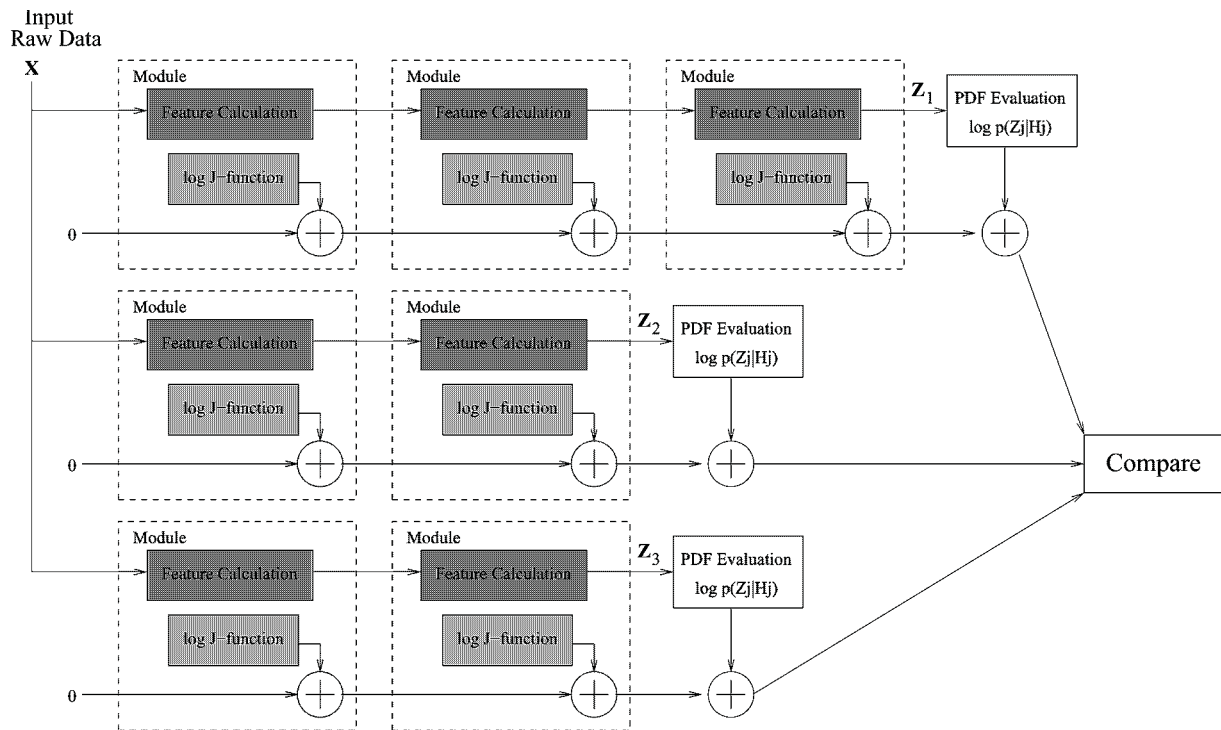 Input
Raw Data
X
Module
Feature Calculation
log J-function
Module
Feature Calculation
log J-function
Module
Feature Calculation
log J-function
Z1
PDF Evaluation
log p(Zj|Hj)
0
Module
Feature Calculation
log J-function
Module
Feature Calculation
log J-function
Z2
PDF Evaluation
log p(Zj|Hj)
0
Compare
Module
Feature Calculation
log J-function
Module
Feature Calculation
log J-function
Z3
PDF Evaluation
log p(Zj|Hj)
0